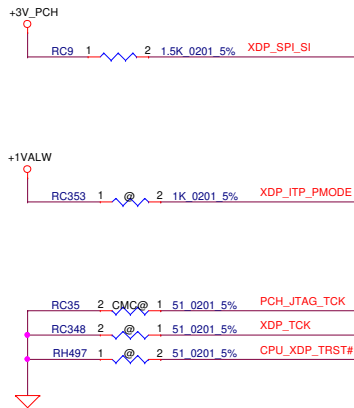 +3V_PCH
RC9 1 2 1.5K_0201_5% XDP_SPI_SI
+1VALW
RC353 1 @ 2 1K_0201_5% XDP_ITP_PMODE
RC35 2 CMC@ 1 51_0201_5% PCH_JTAG_TCK
RC348 2 @ 1 51_0201_5% XDP_TCK
RH497 1 @ 2 51_0201_5% CPU_XDP_TRST#